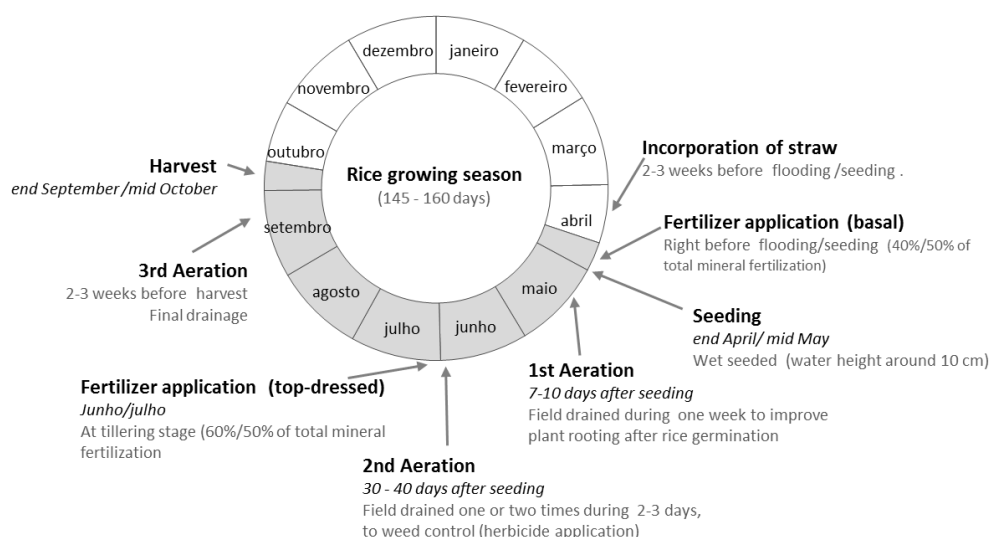 dezembro
janeiro
novembro
fevereiro
outubro
março
setembro
abril
agosto
maio
julho
junho
Rice growing season
(145 - 160 days)
Harvest
end September /mid October
3rd Aeration
2-3 weeks before harvest
Final drainage
Fertilizer application (top-dressed)
Junho/julho
At tillering stage (60%/50% of total mineral
fertilization
2nd Aeration
30 - 40 days after seeding
Field drained one or two times during 2-3 days,
to weed control (herbicide application)
1st Aeration
7-10 days after seeding
Field drained during one week to improve
plant rooting after rice germination
Seeding
end April/ mid May
Wet seeded (water height around 10 cm)
Fertilizer application (basal)
Right before flooding/seeding (40%/50% of
total mineral fertilization)
Incorporation of straw
2-3 weeks before flooding /seeding .